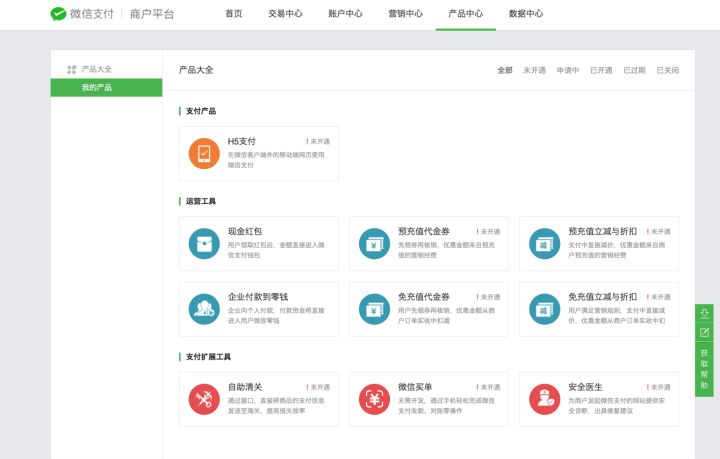 微信支付 | 商户平台
首页 交易中心 账户中心 营销中心 产品中心 数据中心
产品大全
我的产品
产品大全
全部 未开通 申请中 已开通 已过期 已关闭
支付产品
H5支付 !未开通
在微信客户端外的移动端网页使用
微信支付
运营工具
现金红包
用户领取红包后，金额直接进入微
信支付钱包
预充值代金券 !未开通
先领券再核销，优惠金额来自预充
值的营销经费
预充值立减与折扣 !未开通
支付中直接减价，优惠金额来自商
户预充值的营销经费
企业付款到零钱
企业向个人付款，付款资金将直接
进入用户微信零钱
免充值代金券 !未开通
用户先领券再核销，优惠金额从商
户订单实收中扣减
免充值立减与折扣 !未开通
用户满足营销规则，支付中直接减
价，优惠金额从商户订单实收中扣
支付扩展工具
自助清关 !未开通
通过接口，直接将商品的支付信息
发送至海关，提高报关效率
微信买单 !未开通
无需开发，通过手机轻松完成微信
支付收款、对账等操作
安全医生 !未开通
为商户发起微信支付的网站提供安
全诊断，出具修复建议
获
取
帮
助